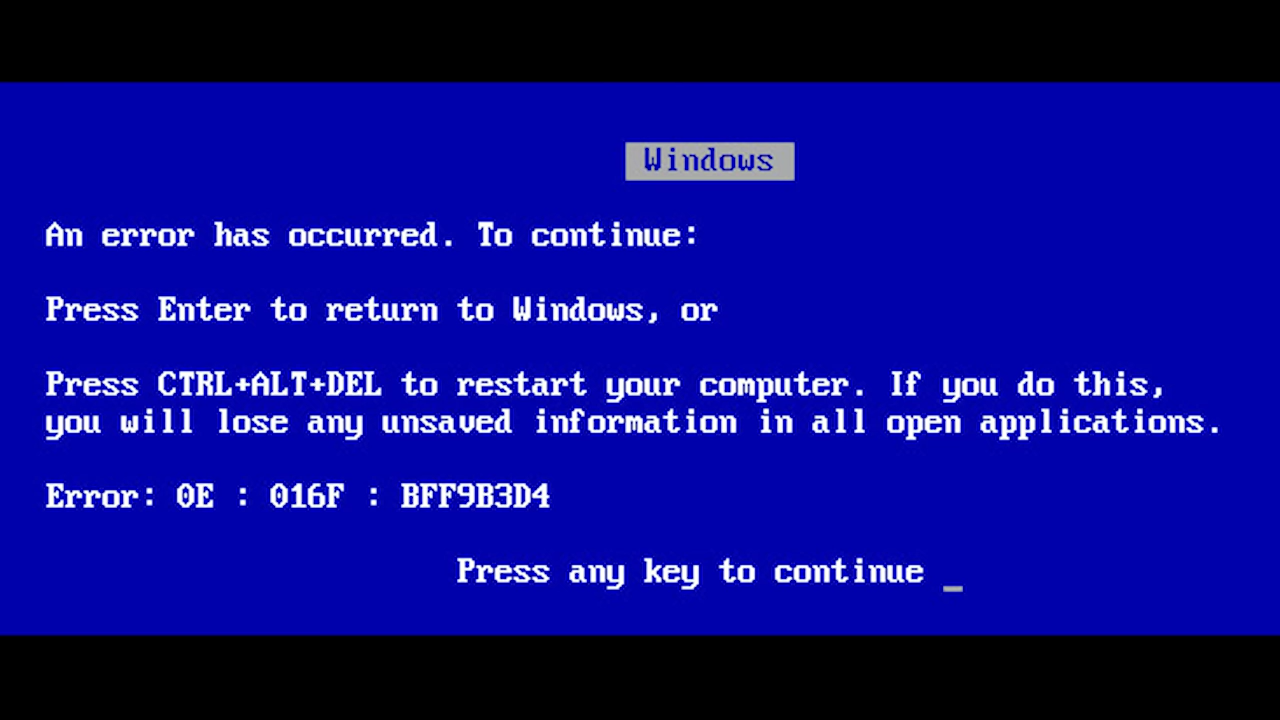 Windows
An error has occurred. To continue:
Press Enter to return to Windows, or
Press CTRL+ALT+DEL to restart your computer. If you do this,
you will lose any unsaved information in all open applications.
Error: 0E : 016F : BFF9B3D4
Press any key to continue _